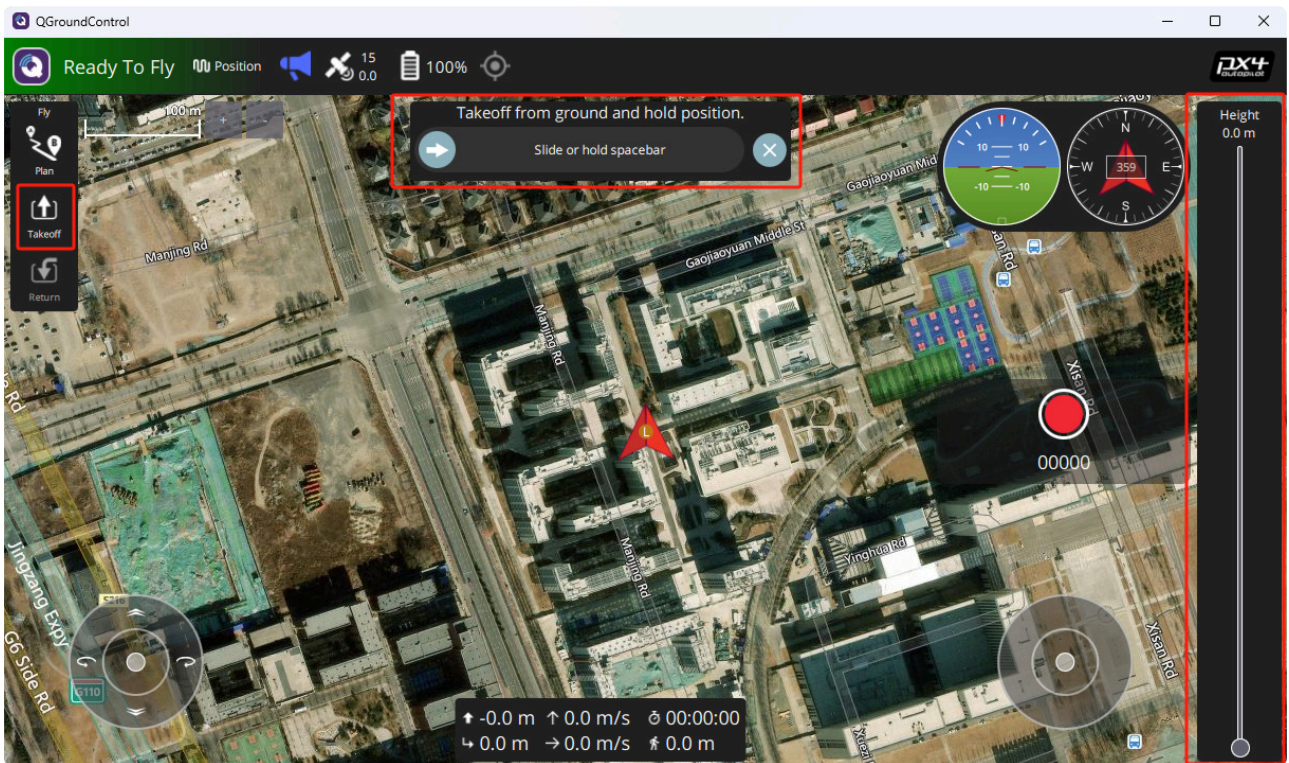 QGroundControl
Ready To Fly
Position
15
0.0
100%
PX4
autopilot
Fly
Plan
Takeoff
Return
100 m
Takeoff from ground and hold position.
Slide or hold spacebar
10
10
-10
-10
N
W
359
E
S
Height
0.0 m
Gaojiaoyuan Mid
Manjing Rd
Gaojiaoyuan Middle St
Manjing Rd
Xisan Rd
L
00000
Manjing Rd
Yinghua Rd
Jingzang Expy
G6 Side Rd
G110
Xisan Rd
-0.0 m
0.0 m/s
00:00:00
0.0 m
0.0 m/s
0.0 m